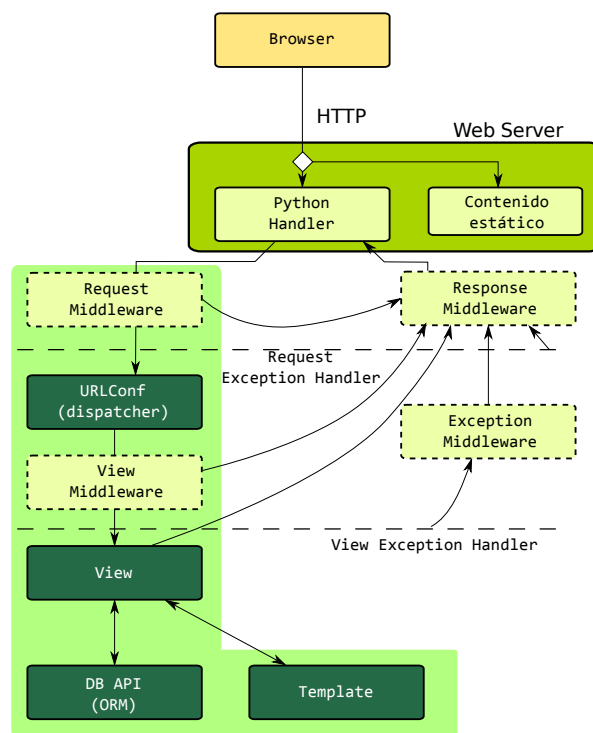 Browser
HTTP
Web Server
Python
Handler
Contenido
estático
Request
Middleware
Response
Middleware
Request
Exception Handler
URLConf
(dispatcher)
Exception
Middleware
View
Middleware
View Exception Handler
View
DB API
(ORM)
Template